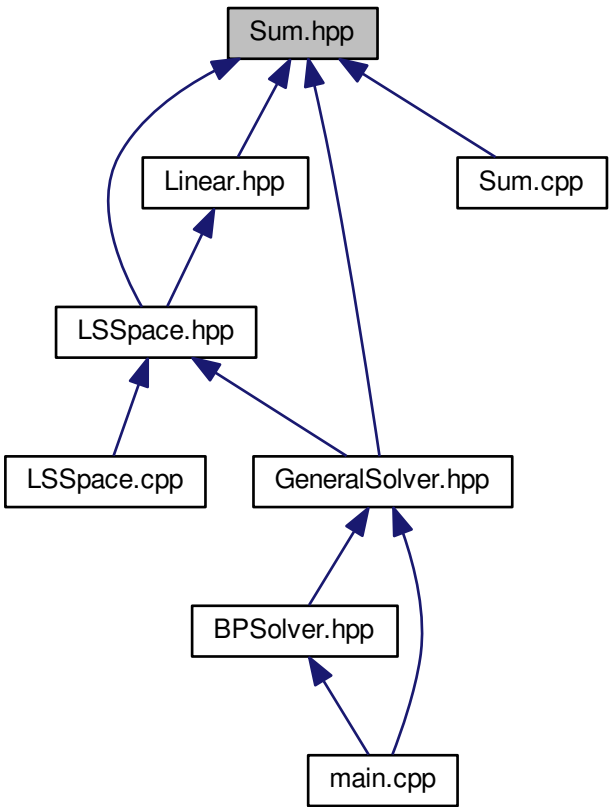 Sum.hpp
Linear.hpp
Sum.cpp
LSSpace.hpp
LSSpace.cpp
GeneralSolver.hpp
BPSolver.hpp
main.cpp